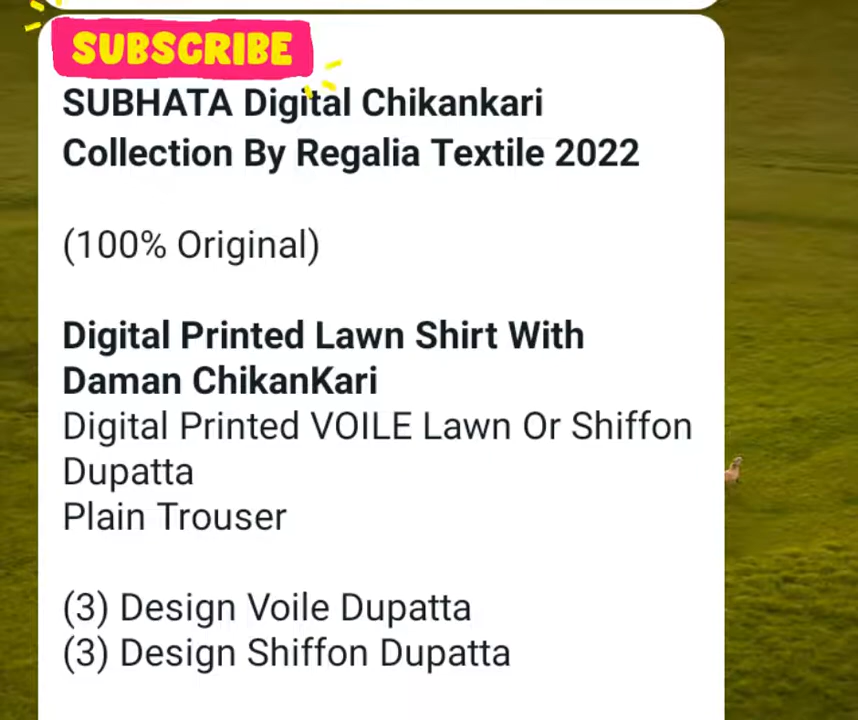 SUBSCRIBE
SUBHATA Digital Chikankari
Collection By Regalia Textile 2022
(100% Original)
Digital Printed Lawn Shirt With
Daman ChikanKari
Digital Printed VOILE Lawn Or Shiffon
Dupatta
Plain Trouser
(3) Design Voile Dupatta
(3) Design Shiffon Dupatta